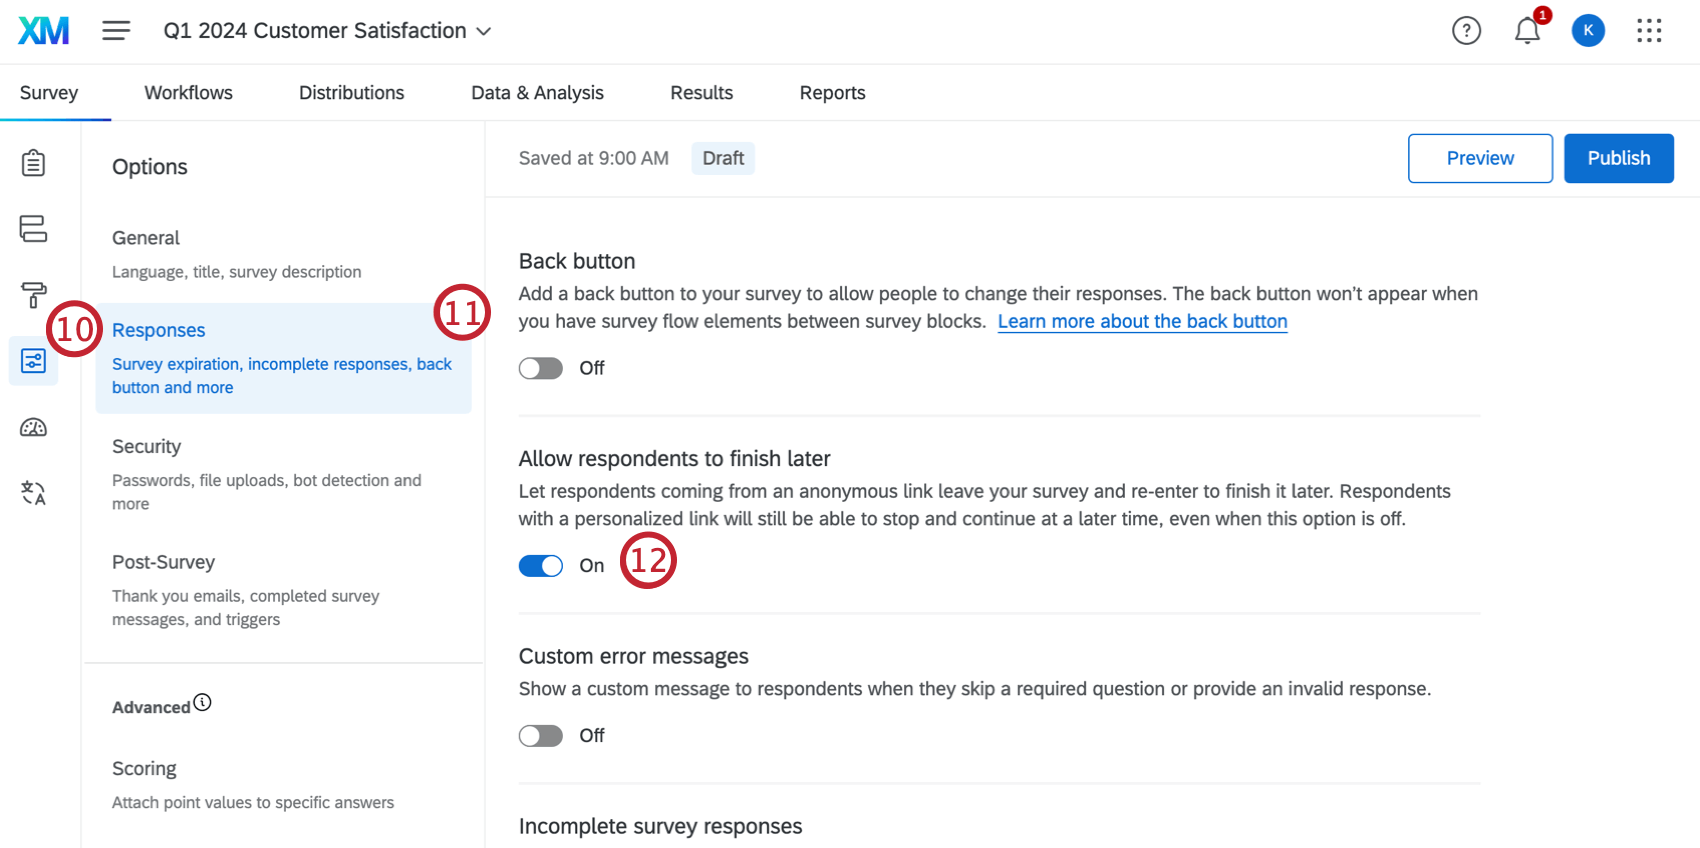 XM
Q1 2024 Customer Satisfaction
?
1
K
Survey
Workflows
Distributions
Data & Analysis
Results
Reports
Options
General
Language, title, survey description
10
11
Responses
Survey expiration, incomplete responses, back
button and more
Security
Passwords, file uploads, bot detection and
more
Post-Survey
Thank you emails, completed survey
messages, and triggers
Advanced
Scoring
Attach point values to specific answers
Saved at 9:00 AM
Draft
Preview
Publish
Back button
Add a back button to your survey to allow people to change their responses. The back button won’t appear when
you have survey flow elements between survey blocks. Learn more about the back button
Off
Allow respondents to finish later
Let respondents coming from an anonymous link leave your survey and re-enter to finish it later. Respondents
with a personalized link will still be able to stop and continue at a later time, even when this option is off.
On
12
Custom error messages
Show a custom message to respondents when they skip a required question or provide an invalid response.
Off
Incomplete survey responses